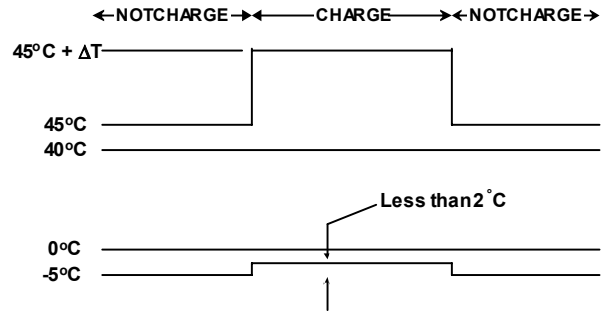 NOTCHARGE CHARGE NOTCHARGE
45°C + ΔT
45°C
40°C
Less than 2°C
0°C
-5°C